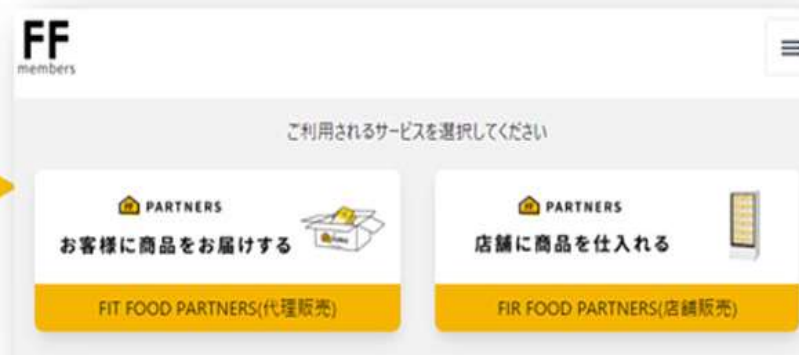 FF
members
ご利用されるサービスを選択してください
PARTNERS
お客様に商品をお届けする
FIT FOOD PARTNERS(代理販売)
PARTNERS
店舗に商品を仕入れる
FIR FOOD PARTNERS(店舗販売)